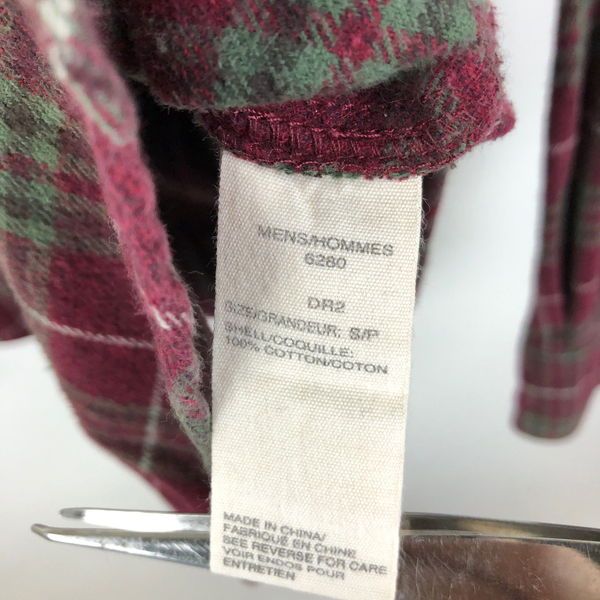 MENS/HOMMES
6280
DR2
SIZE/GRANDEUR: S/P
SHELL/COQUILLE:
100% COTTON/COTON
MADE IN CHINA/
FABRIQUÉ EN CHINE
SEE REVERSE FOR CARE
VOIR ENDOS POUR
ENTRETIEN